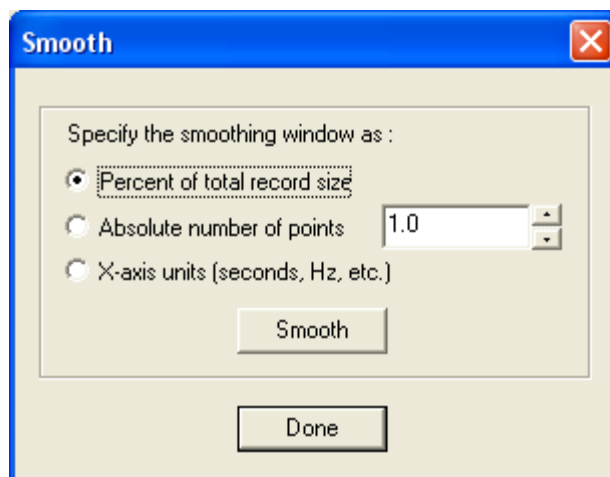 Smooth
Specify the smoothing window as :
Percent of total record size
Absolute number of points
1.0
X-axis units (seconds, Hz, etc.)
Smooth
Done